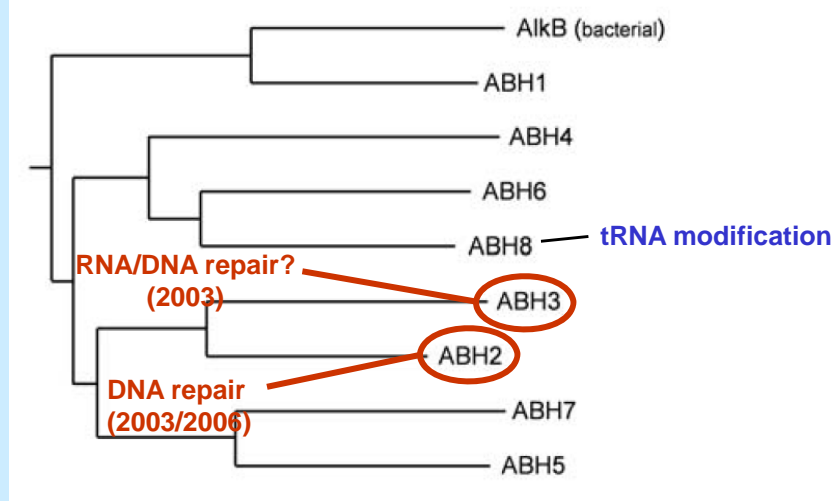 AlkB (bacterial)
ABH1
ABH4
ABH6
ABH8
tRNA modification
RNA/DNA repair?
(2003)
ABH3
ABH2
DNA repair
(2003/2006)
ABH7
ABH5